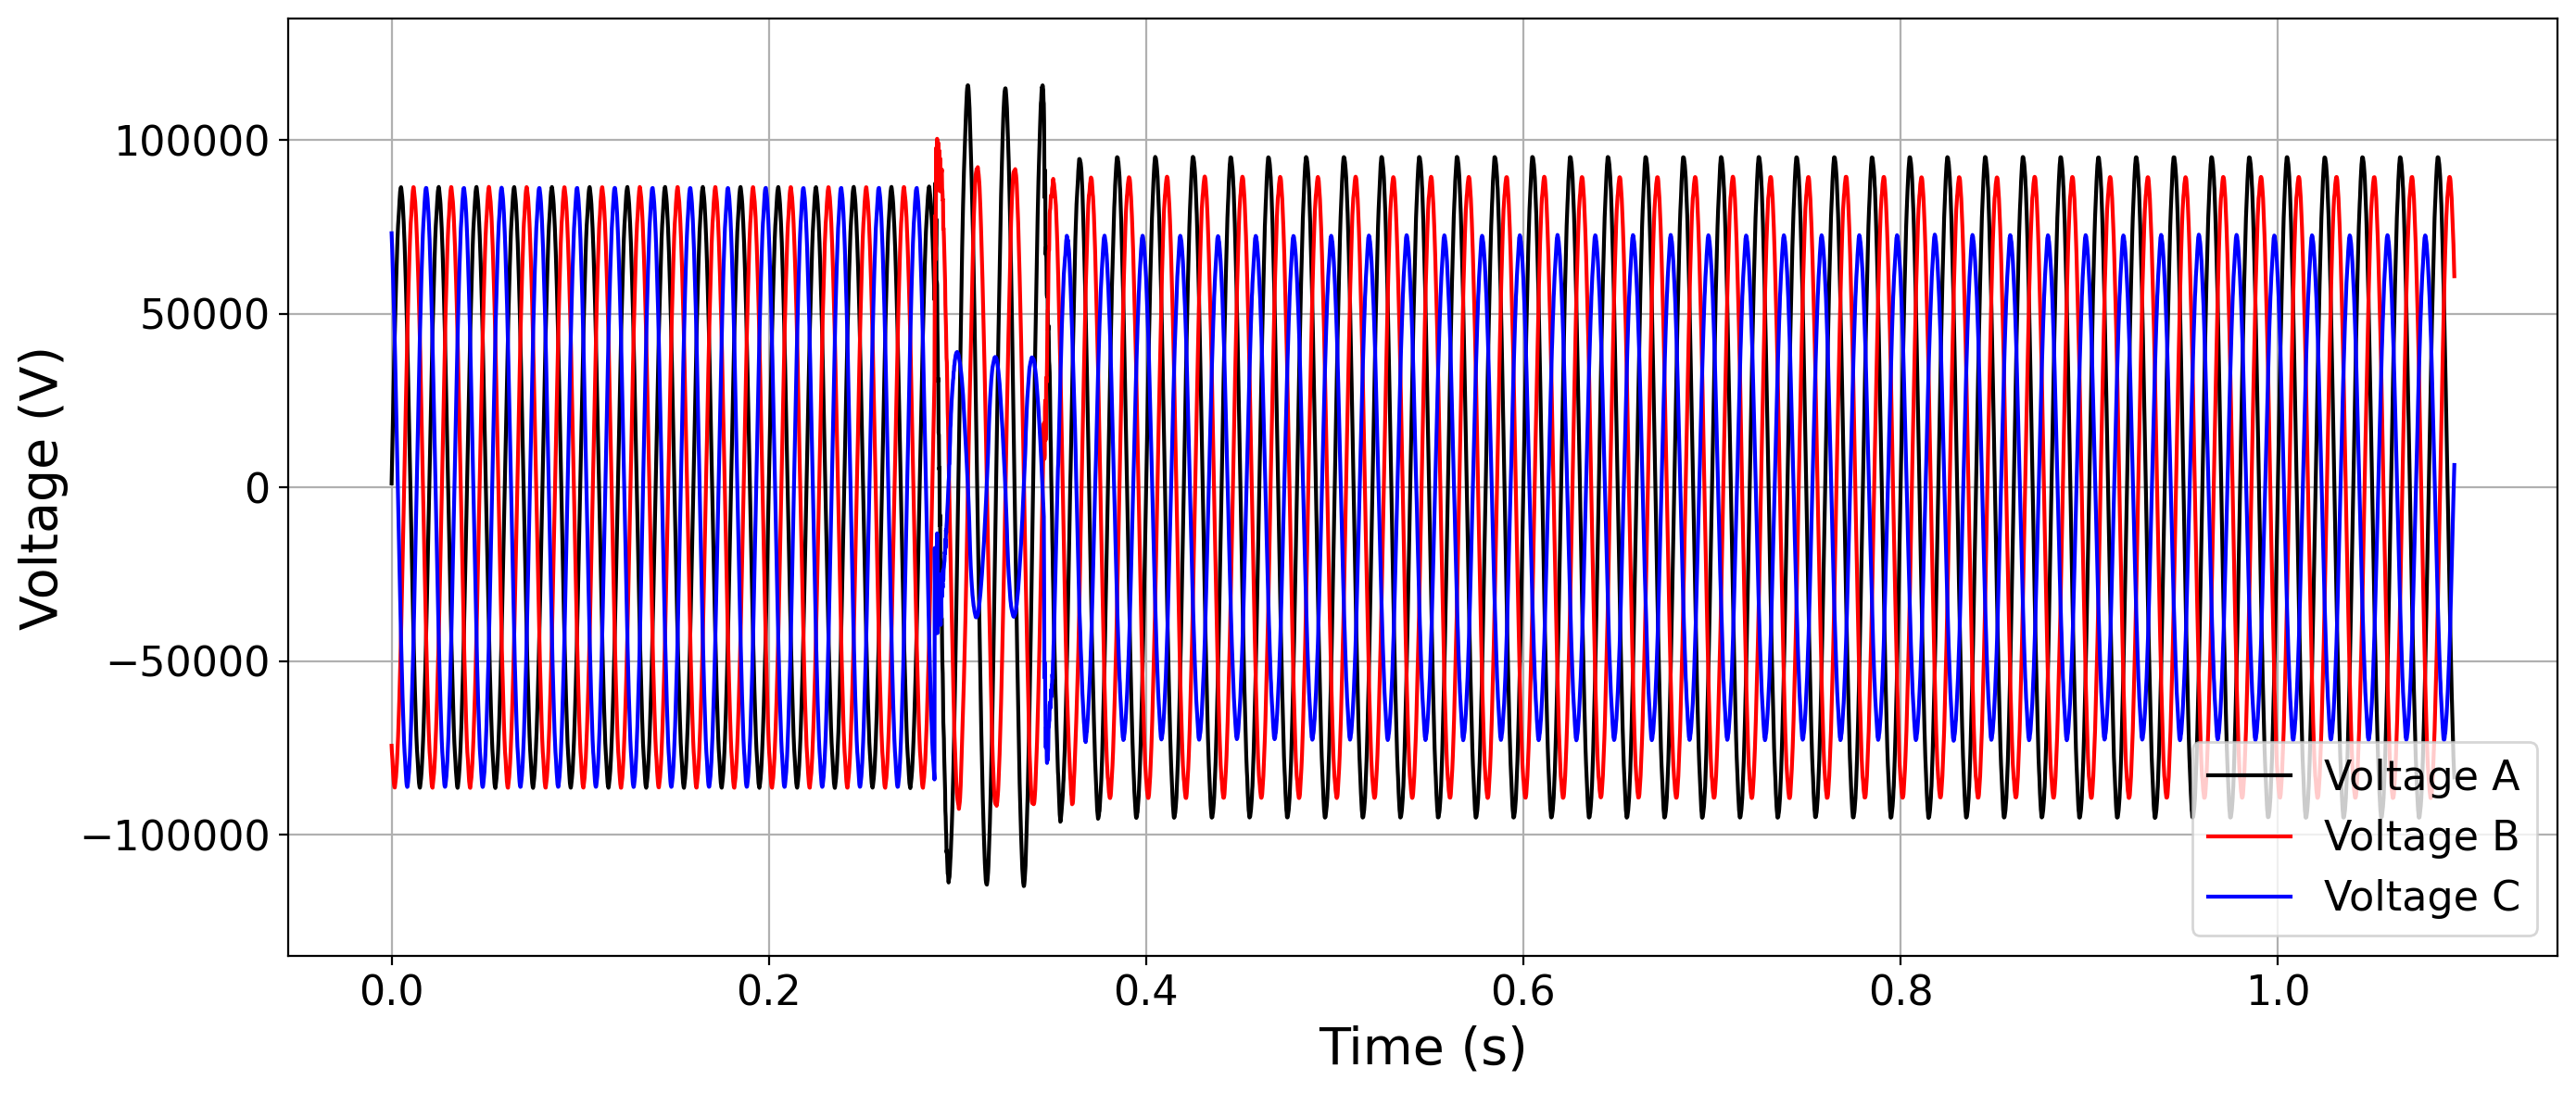 100000
50000
0
−50000
−100000
Voltage (V)
0.0 0.2 0.4 0.6 0.8 1.0
Time (s)
Voltage A
Voltage B
Voltage C